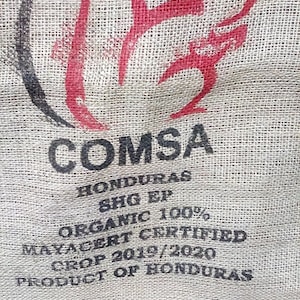 COMSA
HONDURAS
SHG EP
ORGANIC 100%
MAYACERT CERTIFIED
CROP 2019/2020
PRODUCT OF HONDURAS